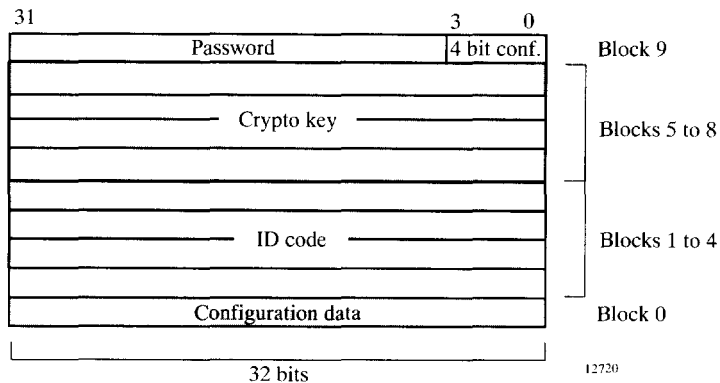 31 3 0
Password 4 bit conf. Block 9
Crypto key Blocks 5 to 8
ID code Blocks 1 to 4
Configuration data Block 0
32 bits 12720